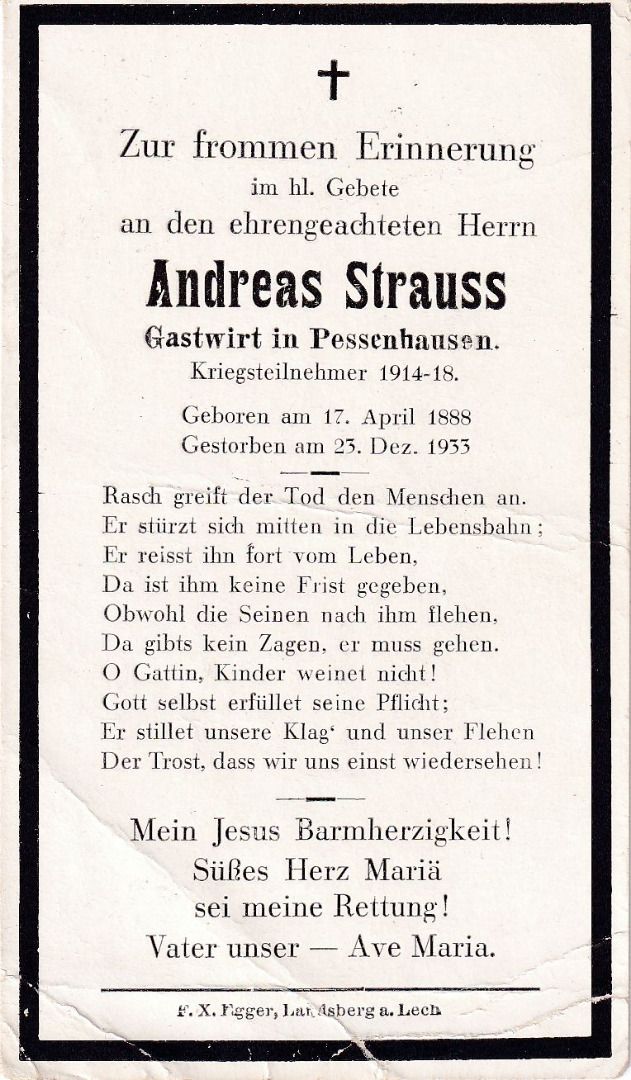 Zur frommen Erinnerung
im hl. Gebete
an den ehrengeachteten Herrn
Andreas Strauss
Gastwirt in Pessenhausen.
Kriegsteilnehmer 1914-18.
Geboren am 17. April 1888
Gestorben am 23. Dez. 1933
Rasch greift der Tod den Menschen an.
Er stürzt sich mitten in die Lebensbahn;
Er reisst ihn fort vom Leben,
Da ist ihm keine Frist gegeben,
Obwohl die Seinen nach ihm flehen,
Da gibts kein Zagen, er muss gehen.
O Gattin, Kinder weinet nicht!
Gott selbst erfüllet seine Pflicht;
Er stillet unsere Klag‘ und unser Flehen
Der Trost, dass wir uns einst wiedersehen!
Mein Jesus Barmherzigkeit!
Süßes Herz Mariä
sei meine Rettung!
Vater unser — Ave Maria.
F. X. Egger, Landsberg a. Lech.